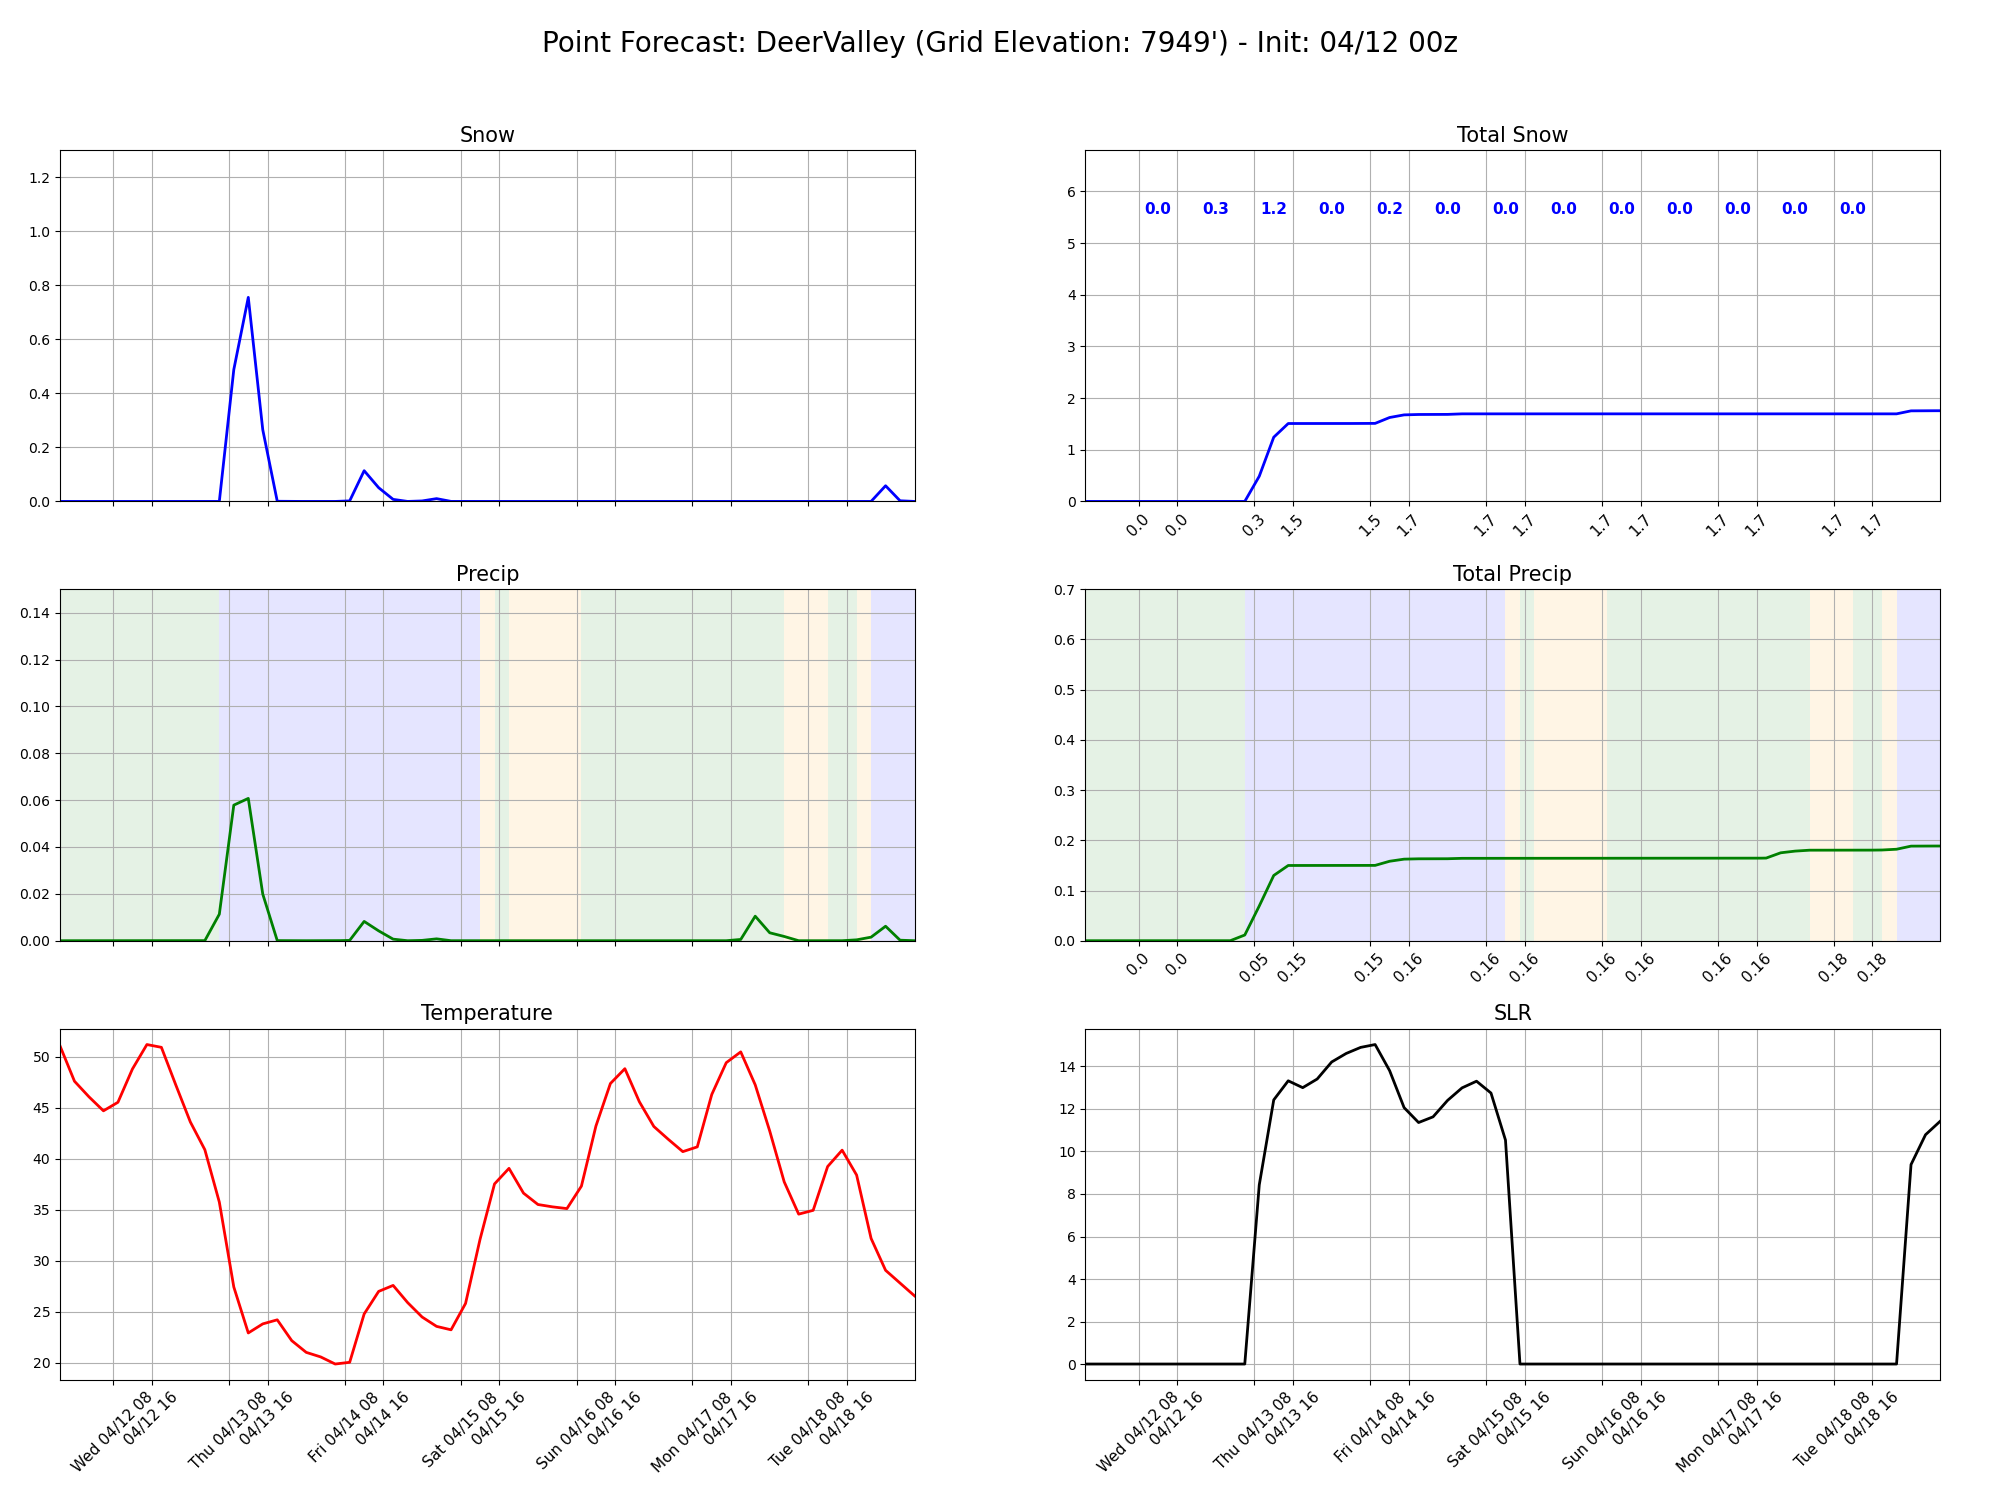 Point Forecast: DeerValley (Grid Elevation: 7949') - Init: 04/12 00z
Snow
1.2
1.0
0.8
0.6
0.4
0.2
0.0
Total Snow
6
5
4
3
2
1
0
0.0 0.3 1.2 0.0 0.2 0.0 0.0 0.0 0.0 0.0 0.0 0.0 0.0
0.0 0.0 0.3 1.5 1.5 1.7 1.7 1.7 1.7 1.7 1.7 1.7 1.7 1.7
Precip
0.14
0.12
0.10
0.08
0.06
0.04
0.02
0.00
Total Precip
0.7
0.6
0.5
0.4
0.3
0.2
0.1
0.0
0.0 0.0 0.05 0.15 0.15 0.16 0.16 0.16 0.16 0.16 0.16 0.16 0.18 0.18
Temperature
50
45
40
35
30
25
20
Wed 04/12 08
04/12 16
Thu 04/13 08
04/13 16
Fri 04/14 08
04/14 16
Sat 04/15 08
04/15 16
Sun 04/16 08
04/16 16
Mon 04/17 08
04/17 16
Tue 04/18 08
04/18 16
SLR
14
12
10
8
6
4
2
0
Wed 04/12 08
04/12 16
Thu 04/13 08
04/13 16
Fri 04/14 08
04/14 16
Sat 04/15 08
04/15 16
Sun 04/16 08
04/16 16
Mon 04/17 08
04/17 16
Tue 04/18 08
04/18 16